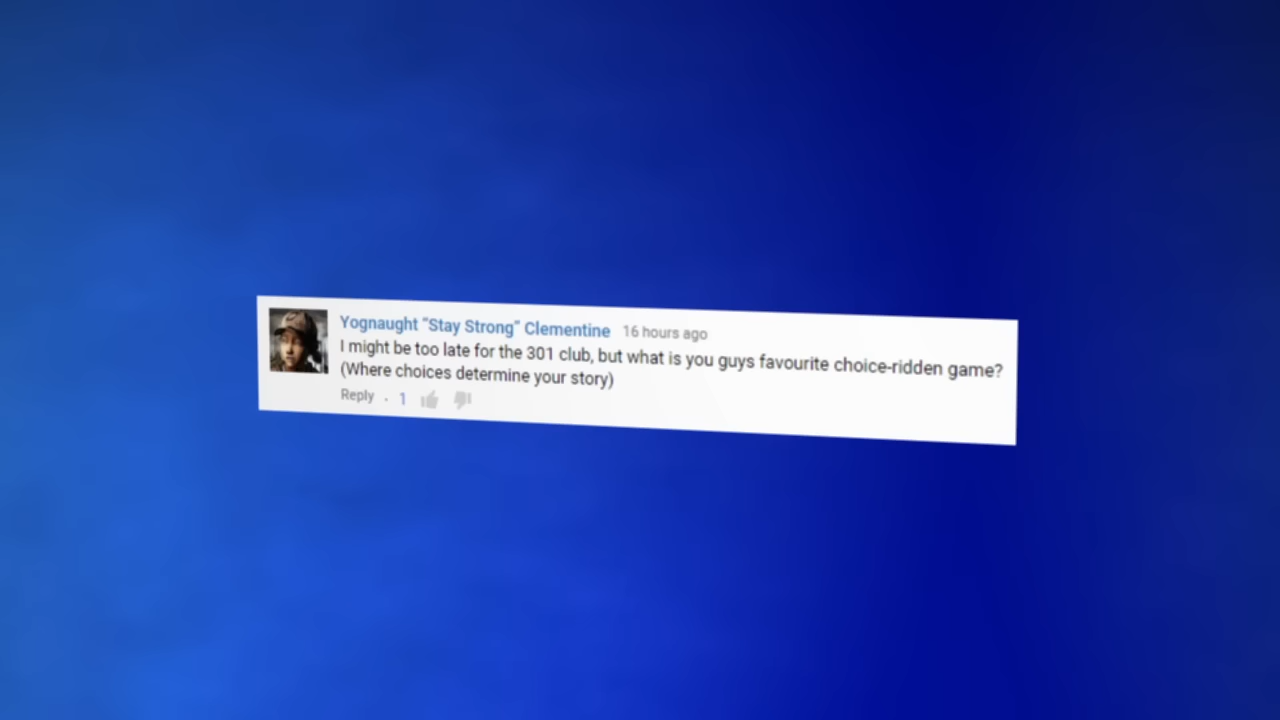 Yognaught "Stay Strong" Clementine 16 hours ago
I might be too late for the 301 club, but what is you guys favourite choice-ridden game?
(Where choices determine your story)
Reply . 1